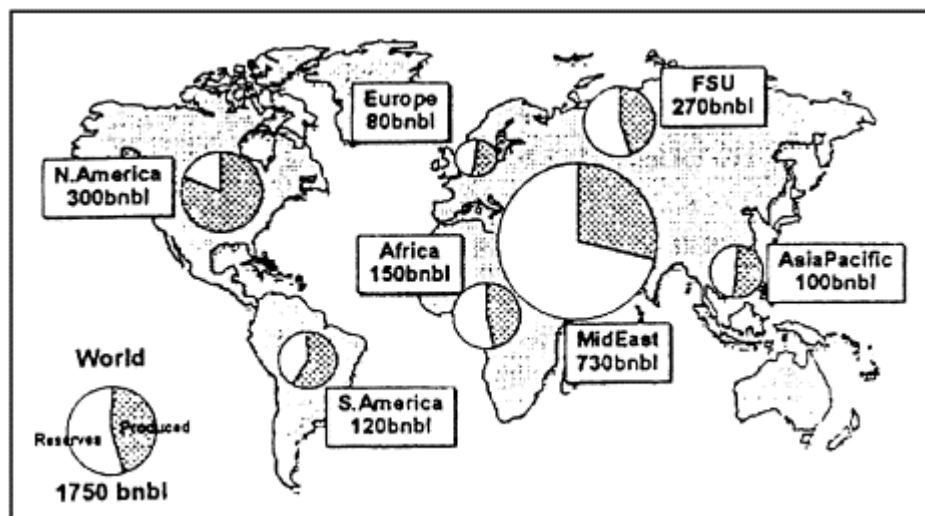 FSU
270bnbl
Europe
80bnbl
N.America
300bnbl
Africa
150bnbl
AsiaPacific
100bnbl
MidEast
730bnbl
S.America
120bnbl
World
Reserves
Produced
1750 bnbl